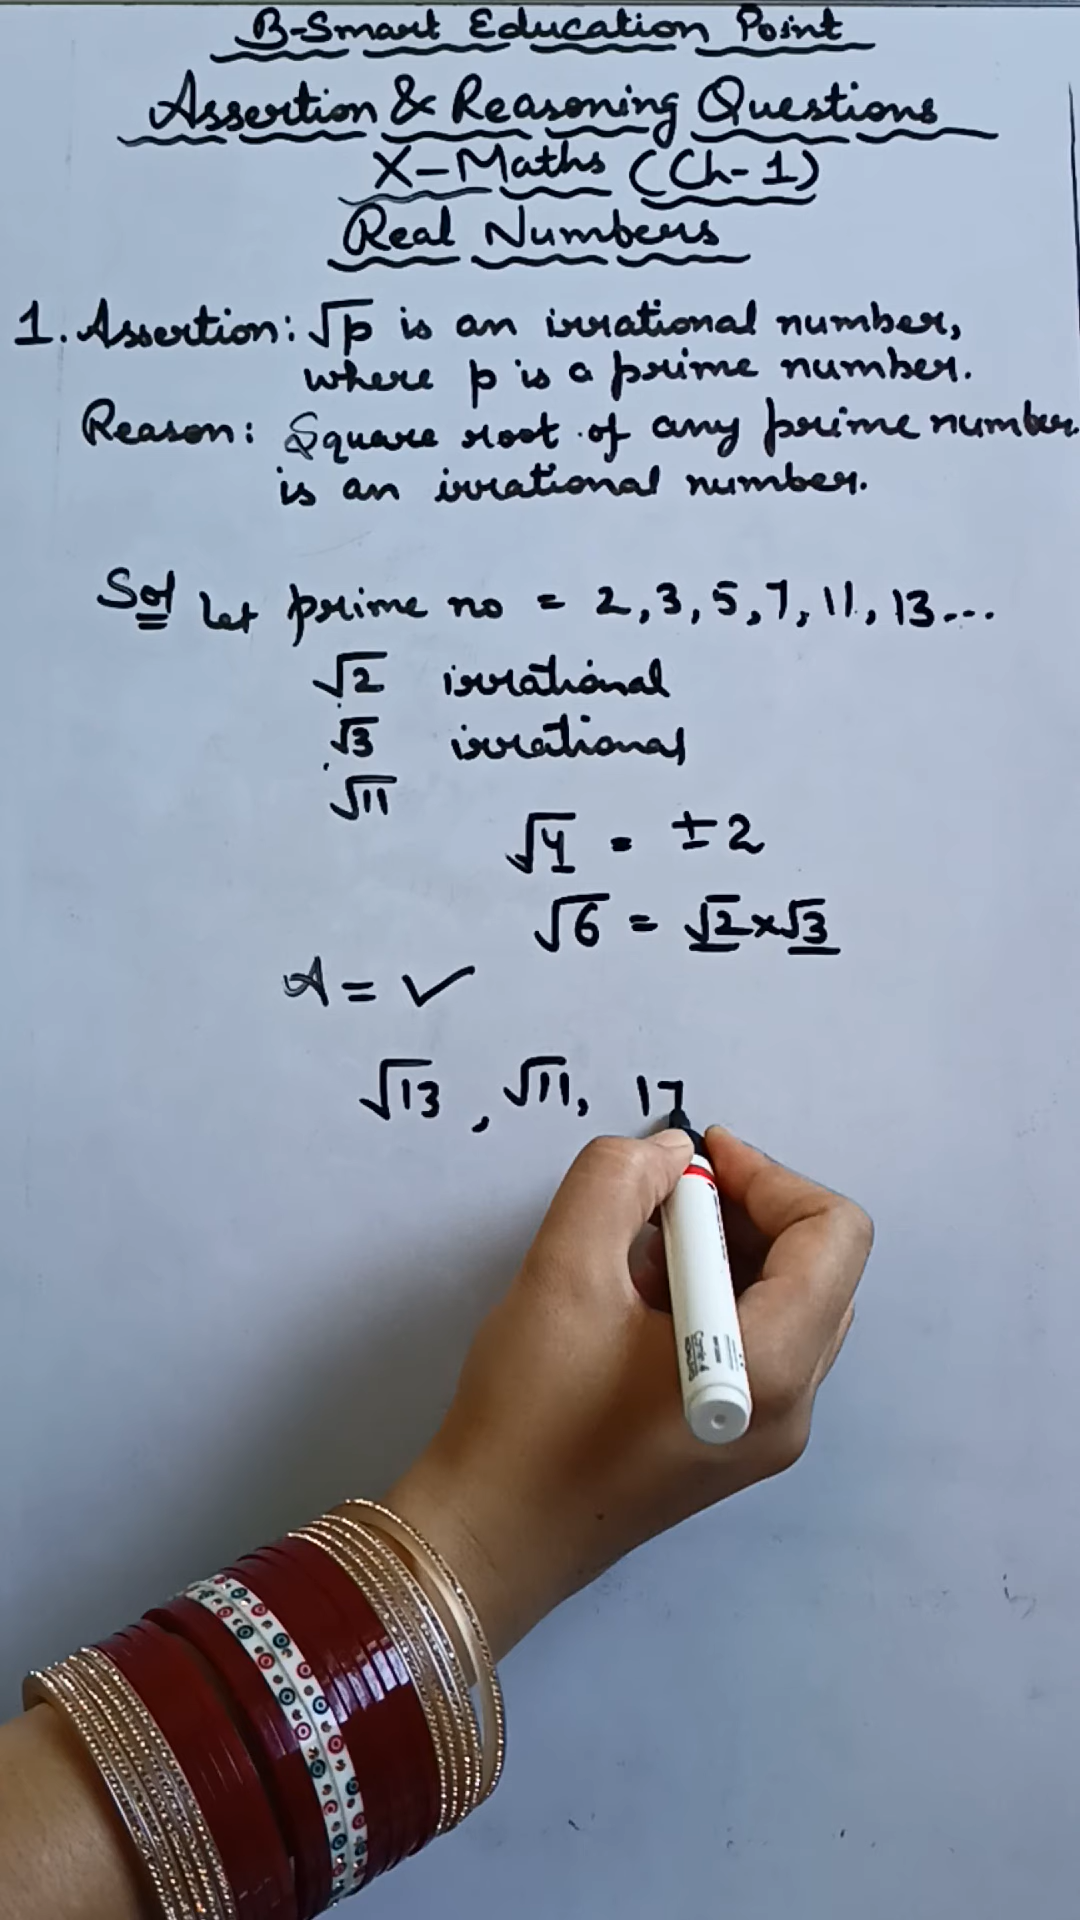 B-Smart Education Point
Assertion & Reasoning Questions
X-Maths (Ch-1)
Real Numbers
1. Assertion: √p is an irrational number,
where p is a prime number.
Reason: Square root of any prime number
is an irrational number.
Sol Let prime no = 2, 3, 5, 7, 11, 13...
√2 irrational
√3 irrational
√11
√4 = ±2
√6 = √2×√3
A = ✓
√13, √11, 17